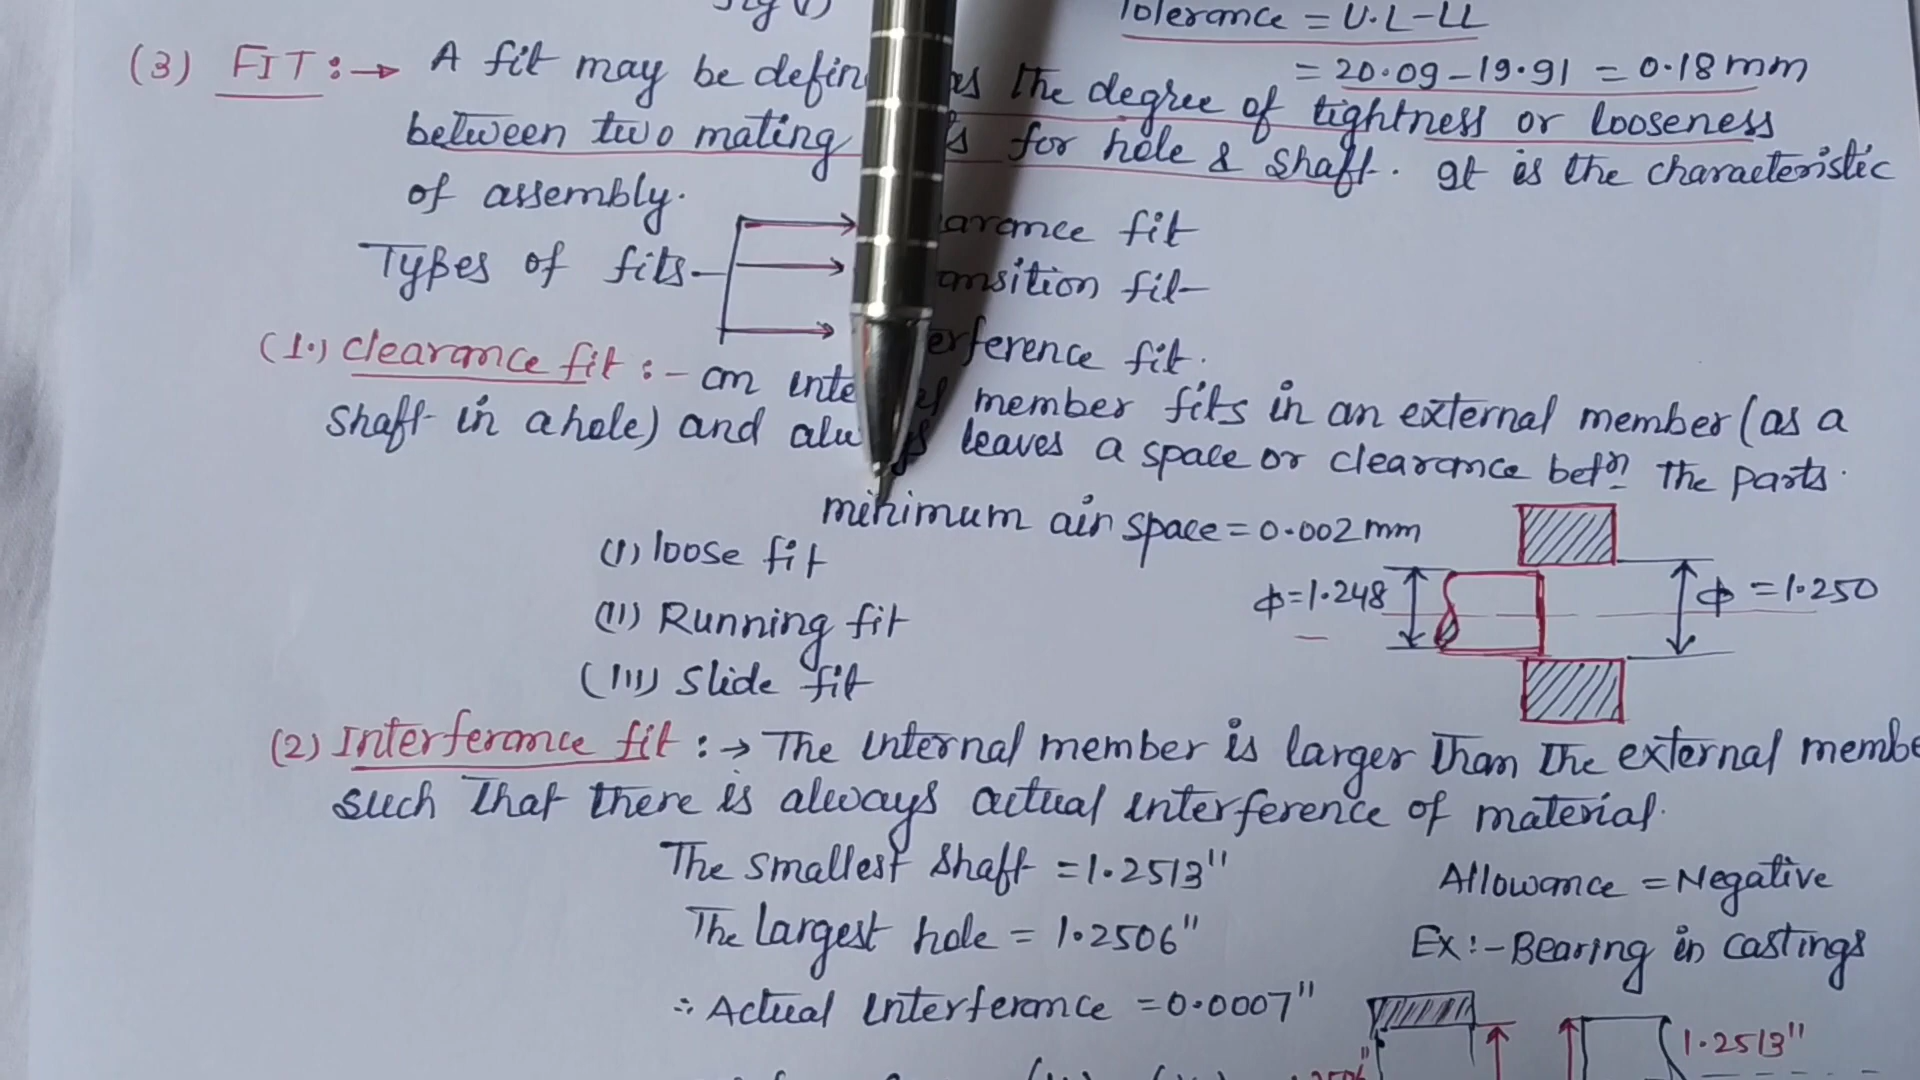 Tolerance = U.L-LL
= 20.09-19.91 = 0.18mm
(3) FIT :→ A fit may be defin as the degree of tightness or looseness
between two mating for hole & shaft. It is the characteristic
of assembly.
Types of fits
arance fit
ansition fit
erference fit.
(1.) clearance fit :- an inte member fits in an external member (as a
shaft in a hole) and alw s leaves a space or clearance betn the parts.
minimum air space = 0.002mm
(I) loose fit
(II) Running fit
(III) Slide fit
ϕ=1.248
ϕ = 1.250
(2) Interferance fit :→ The internal member is larger than the external membe
such that there is always actual interference of material.
The smallest shaft = 1.2513"
The largest hole = 1.2506"
∴ Actual interferance = 0.0007"
Allowance = Negative
Ex:- Bearing in castings
1.2513"